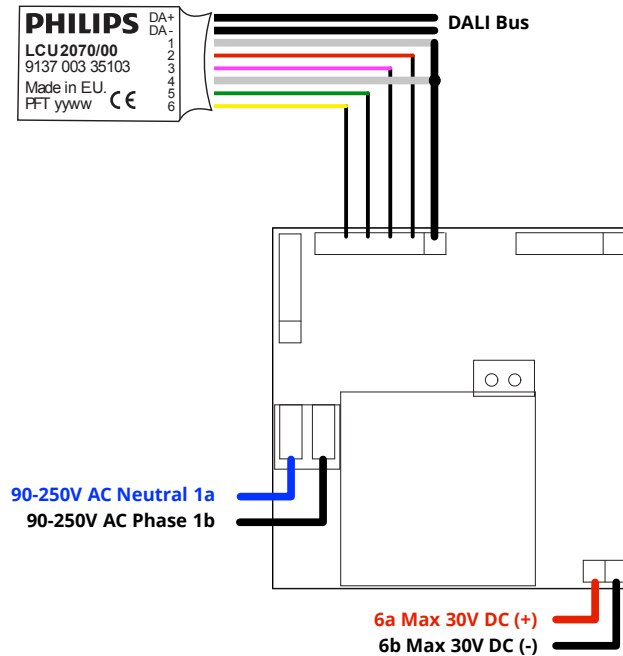 PHILIPS
LCU2070/00
9137 003 35103
Made in E.U.
PFT yyww CE
DA+
DA-
1
2
3
4
5
6
DALI Bus
90-250V AC Neutral 1a
90-250V AC Phase 1b
6a Max 30V DC (+)
6b Max 30V DC (-)